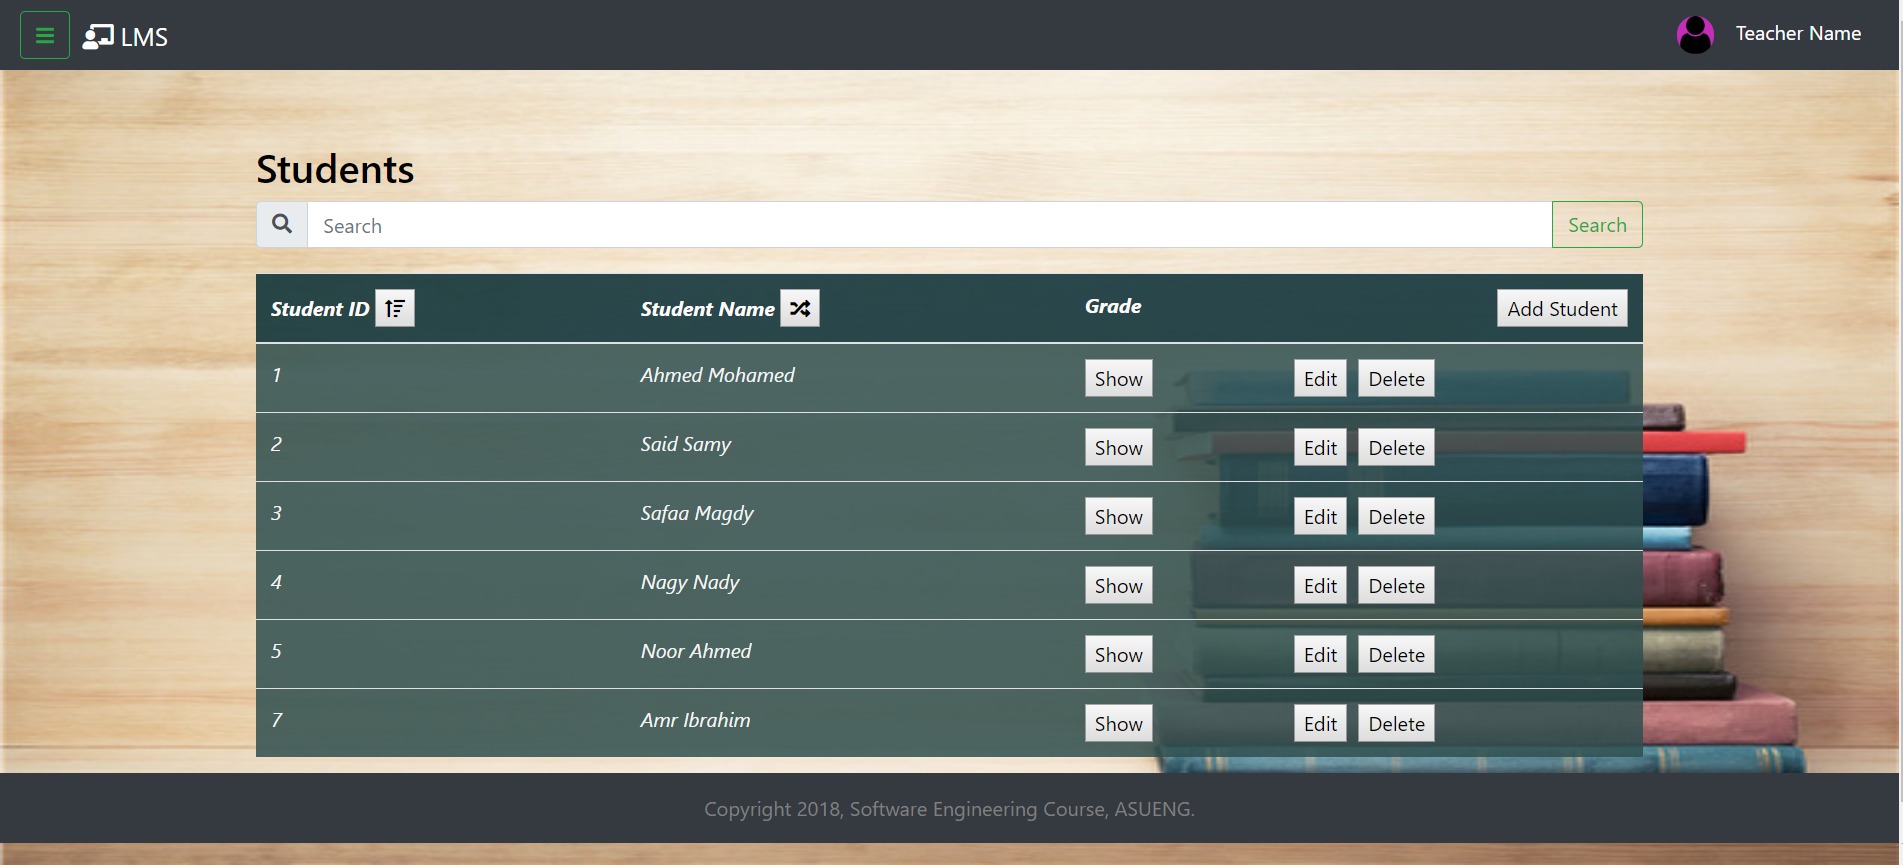 LMS
Teacher Name
Students
Search Search
Student ID Student Name Grade Add Student
1 Ahmed Mohamed Show Edit Delete
2 Said Samy Show Edit Delete
3 Safaa Magdy Show Edit Delete
4 Nagy Nady Show Edit Delete
5 Noor Ahmed Show Edit Delete
7 Amr Ibrahim Show Edit Delete
Copyright 2018, Software Engineering Course, ASUENG.